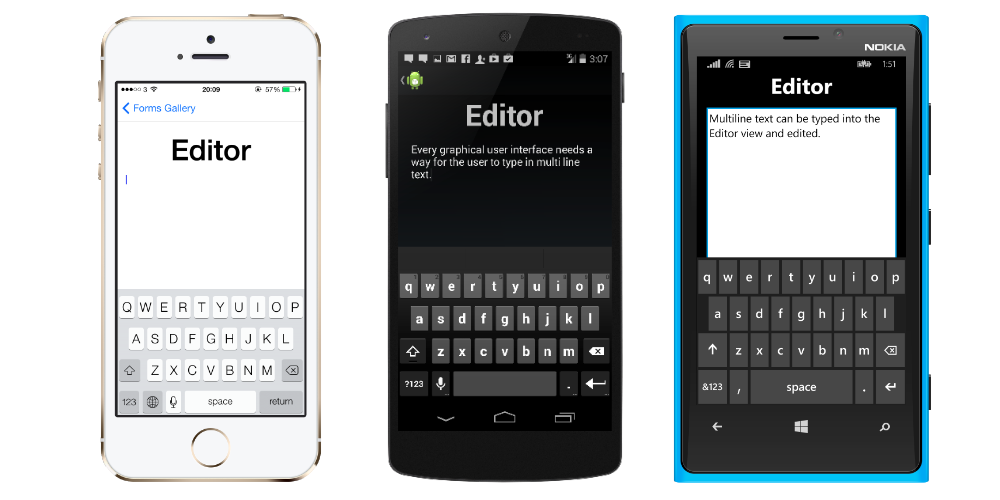 3 20:09 57%
Forms Gallery
Editor
Q W E R T Y U I O P
A S D F G H J K L
Z X C V B N M
123 space return
3:07
Editor
Every graphical user interface needs a
way for the user to type in multi line
text.
q w e r t y u i o p
a s d f g h j k l
z x c v b n m
?123 .
NOKIA
1:51
Editor
Multiline text can be typed into the
Editor view and edited.
q w e r t y u i o p
a s d f g h j k l
z x c v b n m
&123 , space .